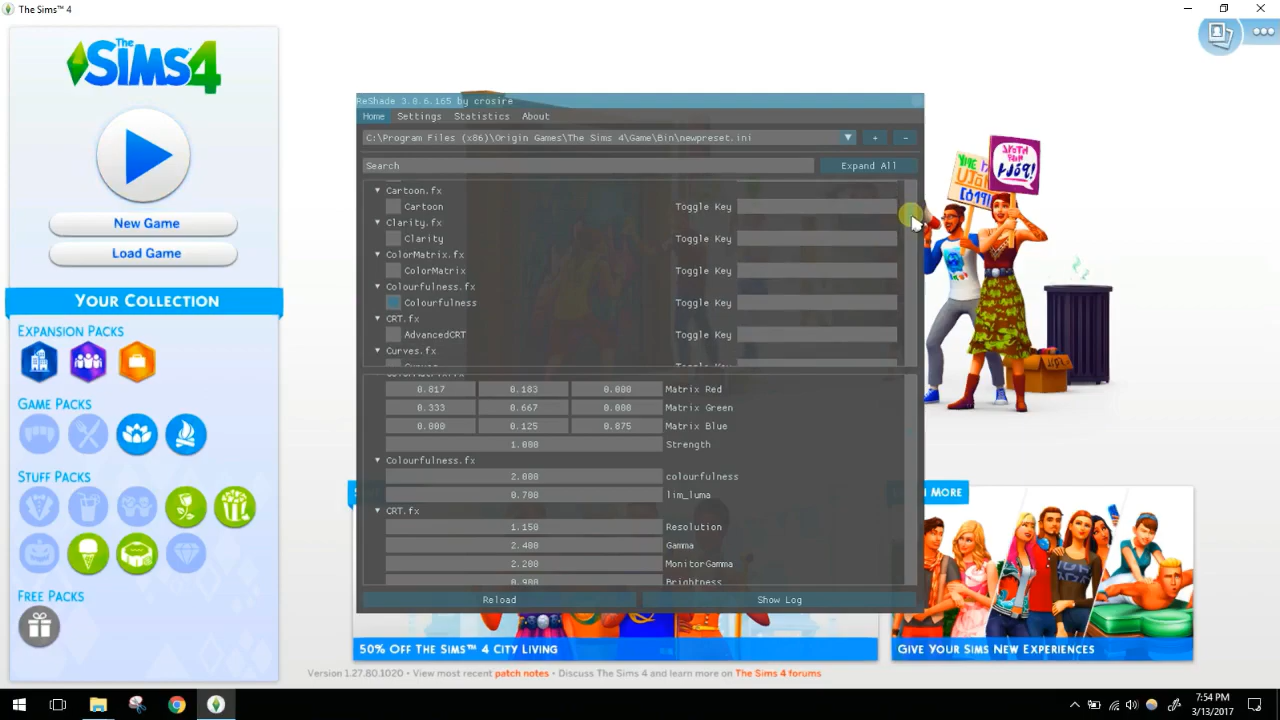 The Sims™ 4
The SiMS4
New Game
Load Game
Your Collection
Expansion Packs
Game Packs
Stuff Packs
Free Packs
ReShade 3.0.6.165 by crosire
Home Settings Statistics About
C:\Program Files (x86)\Origin Games\The Sims 4\Game\Bin\newpreset.ini + -
Search Expand All
Cartoon.fx
Cartoon Toggle Key
Clarity.fx
Clarity Toggle Key
ColorMatrix.fx
ColorMatrix Toggle Key
Colourfulness.fx
Colourfulness Toggle Key
CRT.fx
AdvancedCRT Toggle Key
Curves.fx
0.817 0.183 0.000 Matrix Red
0.333 0.667 0.000 Matrix Green
0.000 0.125 0.875 Matrix Blue
1.000 Strength
Colourfulness.fx
2.000 colourfulness
0.700 lim_luma
CRT.fx
1.150 Resolution
2.400 Gamma
2.200 MonitorGamma
0.900 Brightness
Reload Show Log
More
50% Off The Sims™ 4 City Living
Give Your Sims New Experiences
Version 1.27.80.1020 • View most recent patch notes • Discuss The Sims 4 and learn more on The Sims 4 forums
7:54 PM
3/13/2017